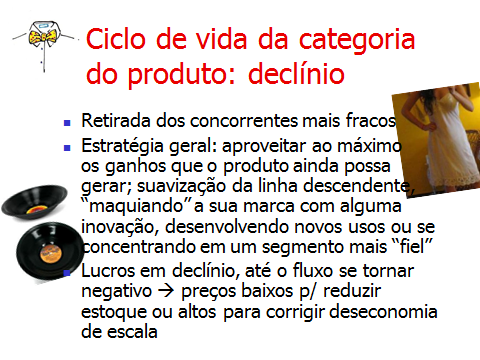 Ciclo de vida da categoria
do produto: declínio
Retirada dos concorrentes mais fracos
Estratégia geral: aproveitar ao máximo
os ganhos que o produto ainda possa
gerar; suavização da linha descendente,
“maquiando” a sua marca com alguma
inovação, desenvolvendo novos usos ou se
concentrando em um segmento mais “fiel”
Lucros em declínio, até o fluxo se tornar
negativo → preços baixos p/ reduzir
estoque ou altos para corrigir deseconomia
de escala